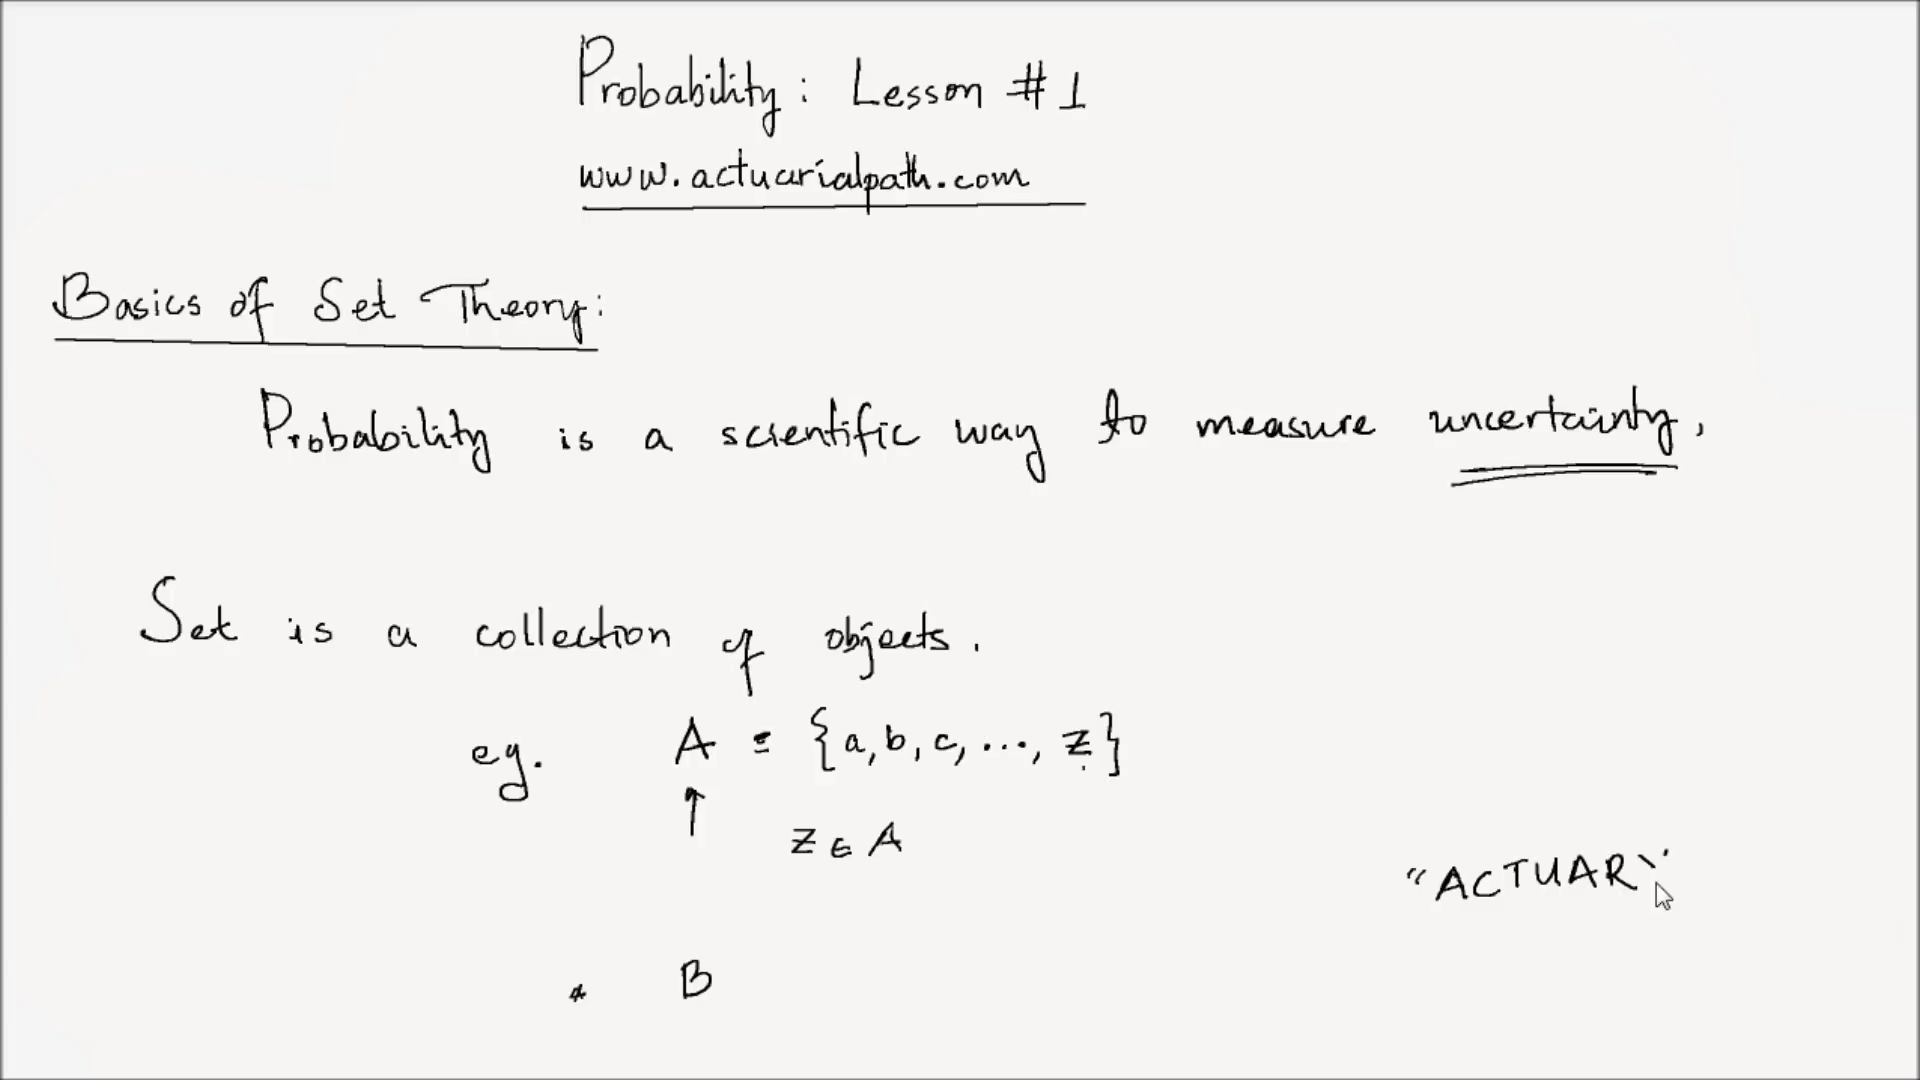 Probability: Lesson #1
www.actuarialpath.com
Basics of Set Theory:
Probability is a scientific way to measure uncertainty.
Set is a collection of objects.
eg. A = {a, b, c, ..., z}
↑
z ∈ A
"ACTUAR
* B